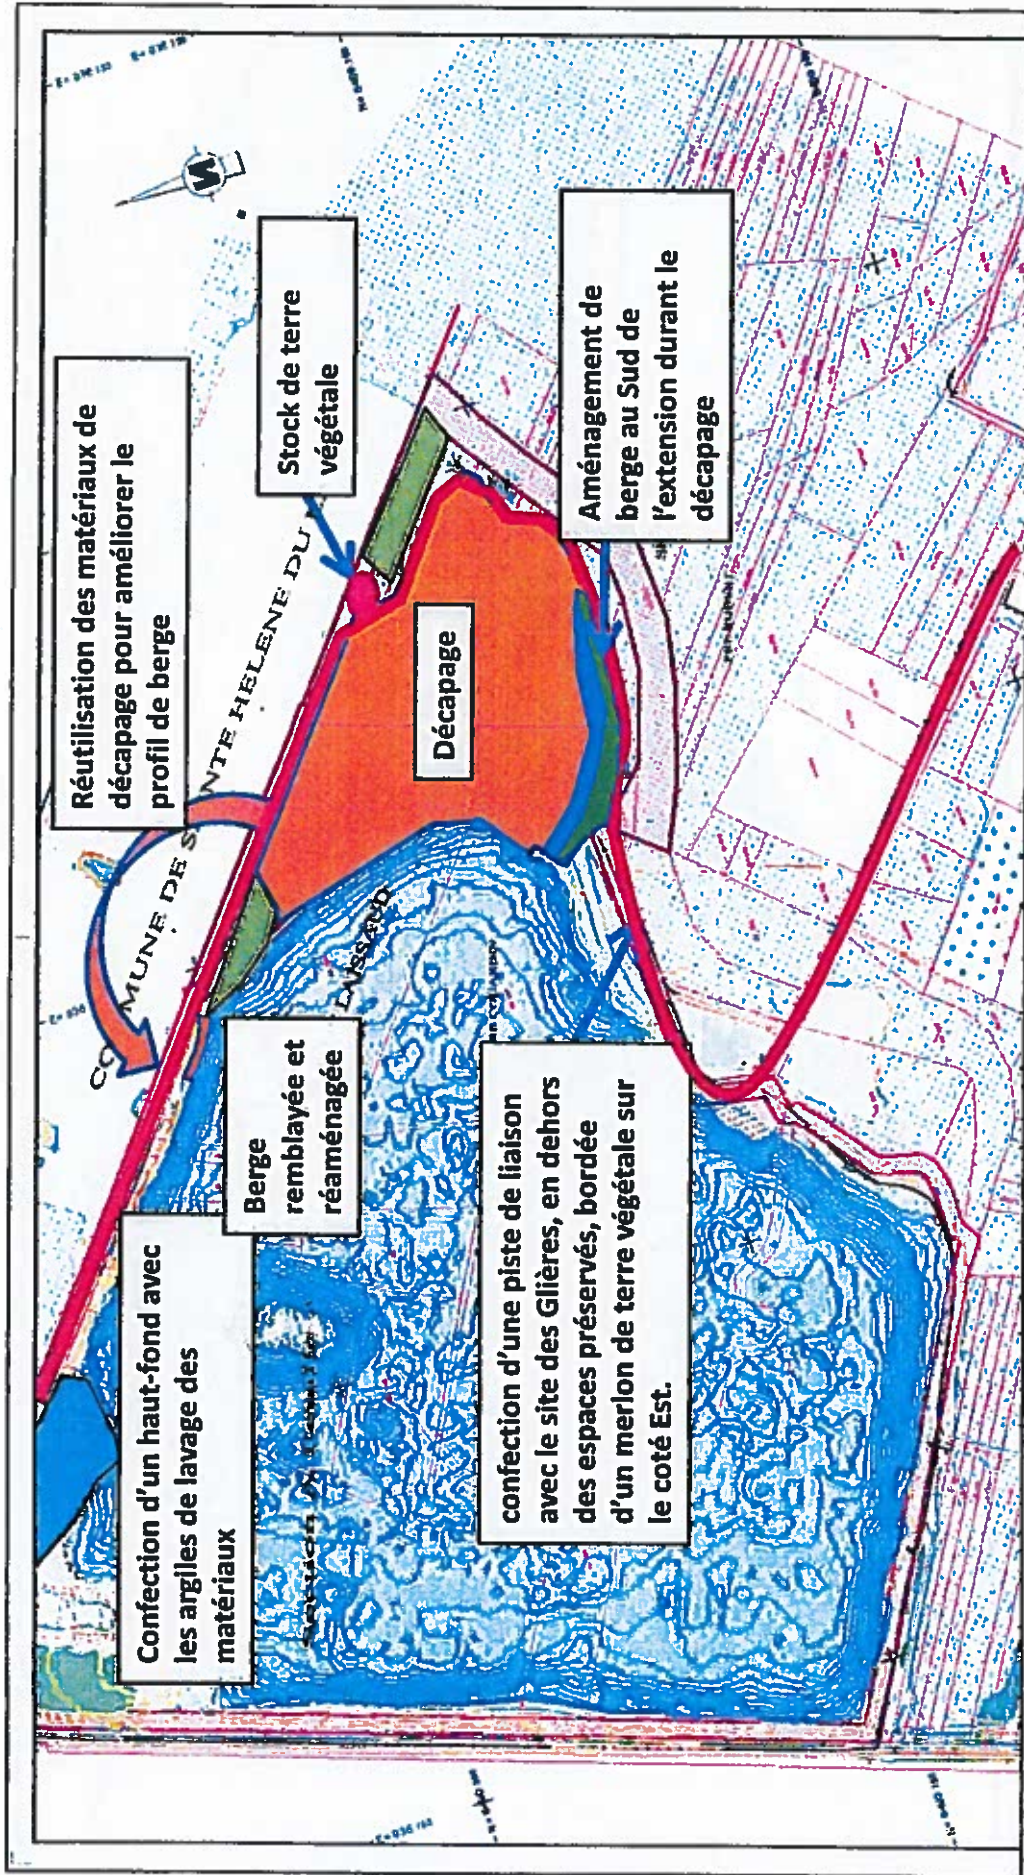 Réutilisation des matériaux de
décapage pour améliorer le
profil de berge
Stock de terre
végétale
Aménagement de
berge au Sud de
l'extension durant le
décapage
Décapage
Berge
remblayée et
réaménagée
Confection d'un haut-fond avec
les argiles de lavage des
matériaux
confection d'une piste de liaison
avec le site des Glières, en dehors
des espaces préservés, bordée
d'un merlon de terre végétale sur
le coté Est.
MUNE DE S
NTE HELENE DU
LAISSAUD
N